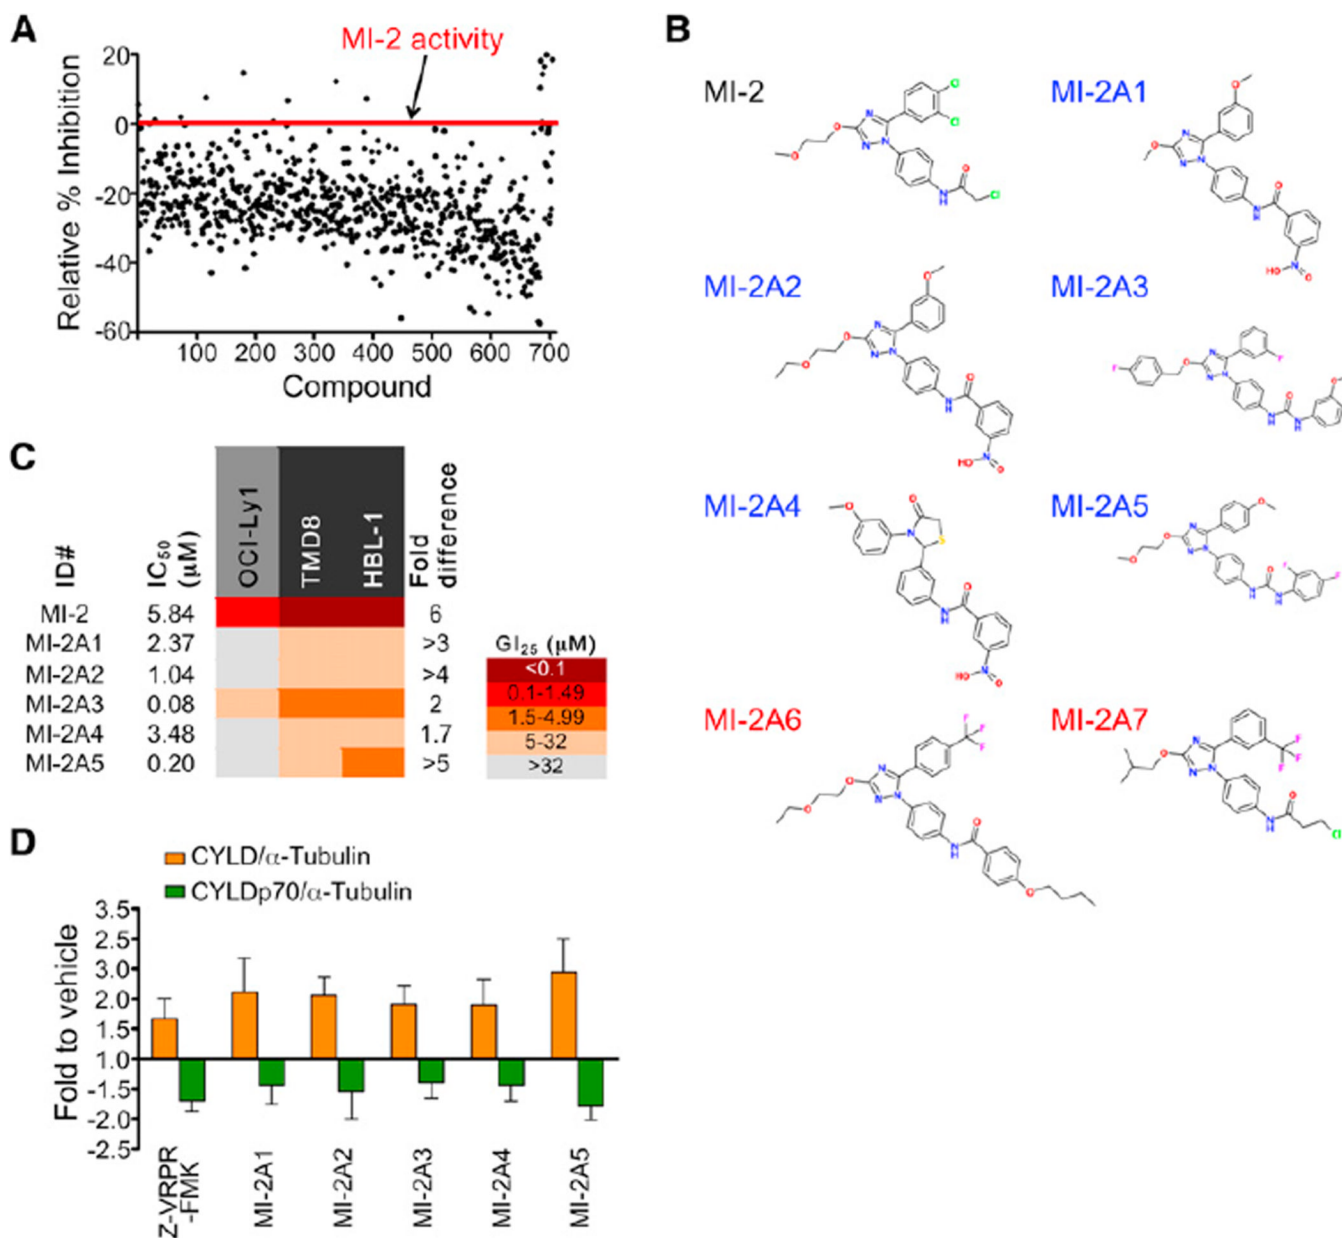 A
MI-2 activity
Relative % Inhibition
20
0
-20
-40
-60
100 200 300 400 500 600 700
Compound
B
MI-2
MI-2A1
MI-2A2
MI-2A3
MI-2A4
MI-2A5
MI-2A6
MI-2A7
C
ID#
IC50 (μM)
OCI-Ly1
TMD8
HBL-1
Fold difference
MI-2 5.84 6
MI-2A1 2.37 >3
MI-2A2 1.04 >4
MI-2A3 0.08 2
MI-2A4 3.48 1.7
MI-2A5 0.20 >5
GI25 (μM)
<0.1
0.1-1.49
1.5-4.99
5-32
>32
D
CYLD/α-Tubulin
CYLDp70/α-Tubulin
Fold to vehicle
3.5
2.5
3.0
2.0
1.5
1.0
-1.5
-2.0
-2.5
Z-VRPR
-FMK
MI-2A1
MI-2A2
MI-2A3
MI-2A4
MI-2A5